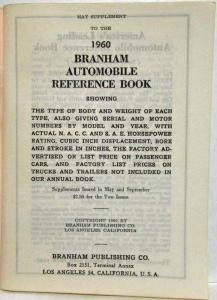 MAY SUPPLEMENT
TO THE
1960
BRANHAM
AUTOMOBILE
REFERENCE BOOK
SHOWING
THE TYPE OF BODY AND WEIGHT OF EACH
TYPE, ALSO GIVING SERIAL AND MOTOR
NUMBERS BY MODEL AND YEAR, WITH
ACTUAL N. A. C. C. AND S. A. E. HORSEPOWER
RATING, CUBIC INCH DISPLACEMENT; BORE
AND STROKE IN INCHES, THE FACTORY AD-
VERTISED OR LIST PRICE ON PASSENGER
CARS, AND FACTORY LIST PRICES ON
TRUCKS AND TRAILERS NOT INCLUDED IN
OUR ANNUAL BOOK.
Supplements Issued in May and September
$2.50 for the Two Issues
COPYRIGHT 1960 BY
BRANHAM PUBLISHING CO.
LOS ANGELES CALIFORNIA
BRANHAM PUBLISHING CO.
Box 2151, Terminal Annex
LOS ANGELES 54, CALIFORNIA, U. S. A.